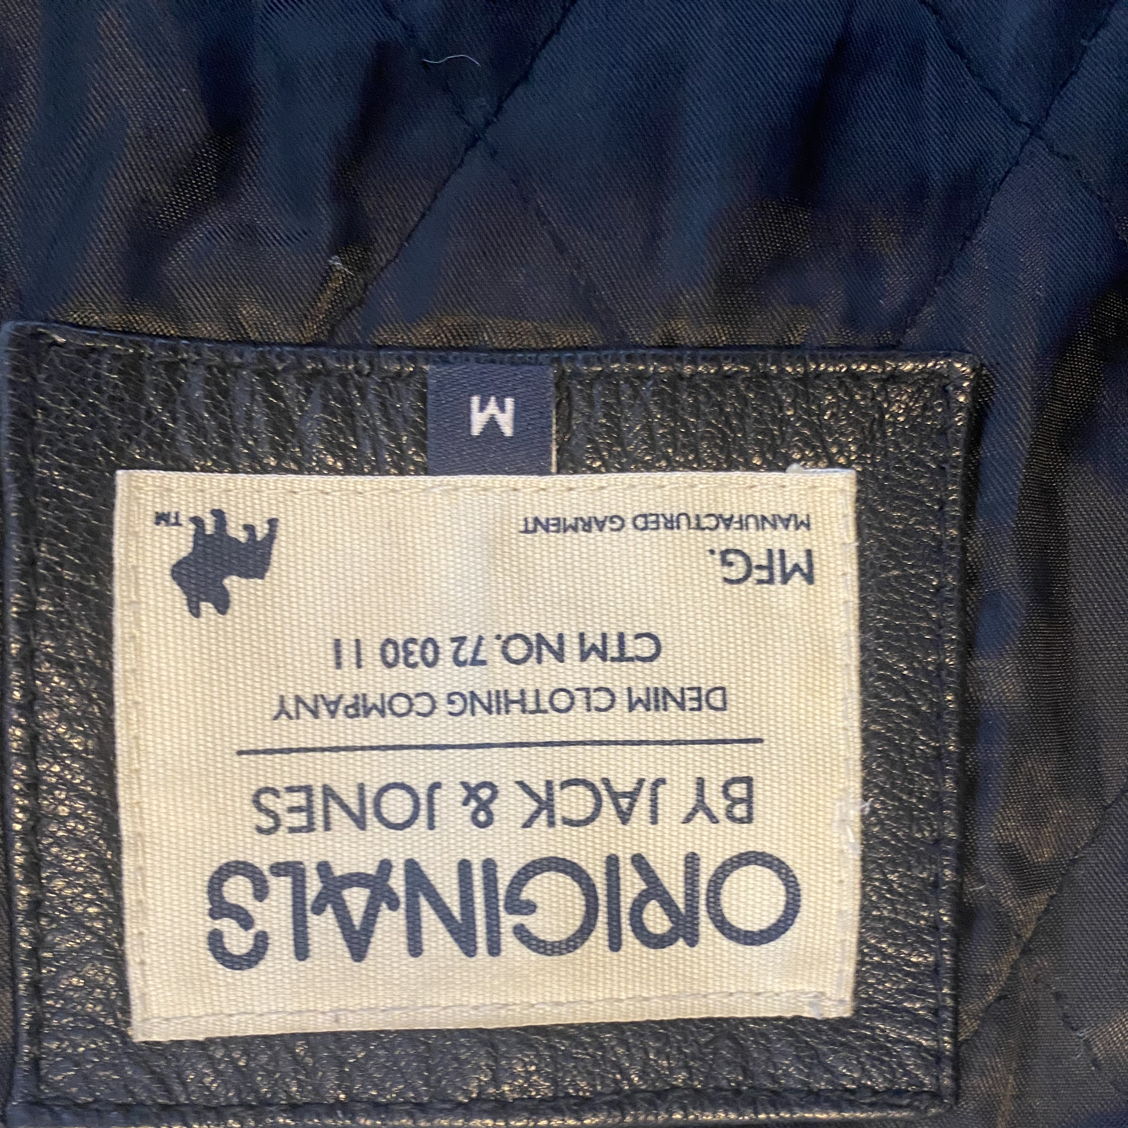 ORIGINALS
BY JACK & JONES
DENIM CLOTHING COMPANY
CTM NO. 72 030 11
MFG.
MANUFACTURED GARMENT
TM
M